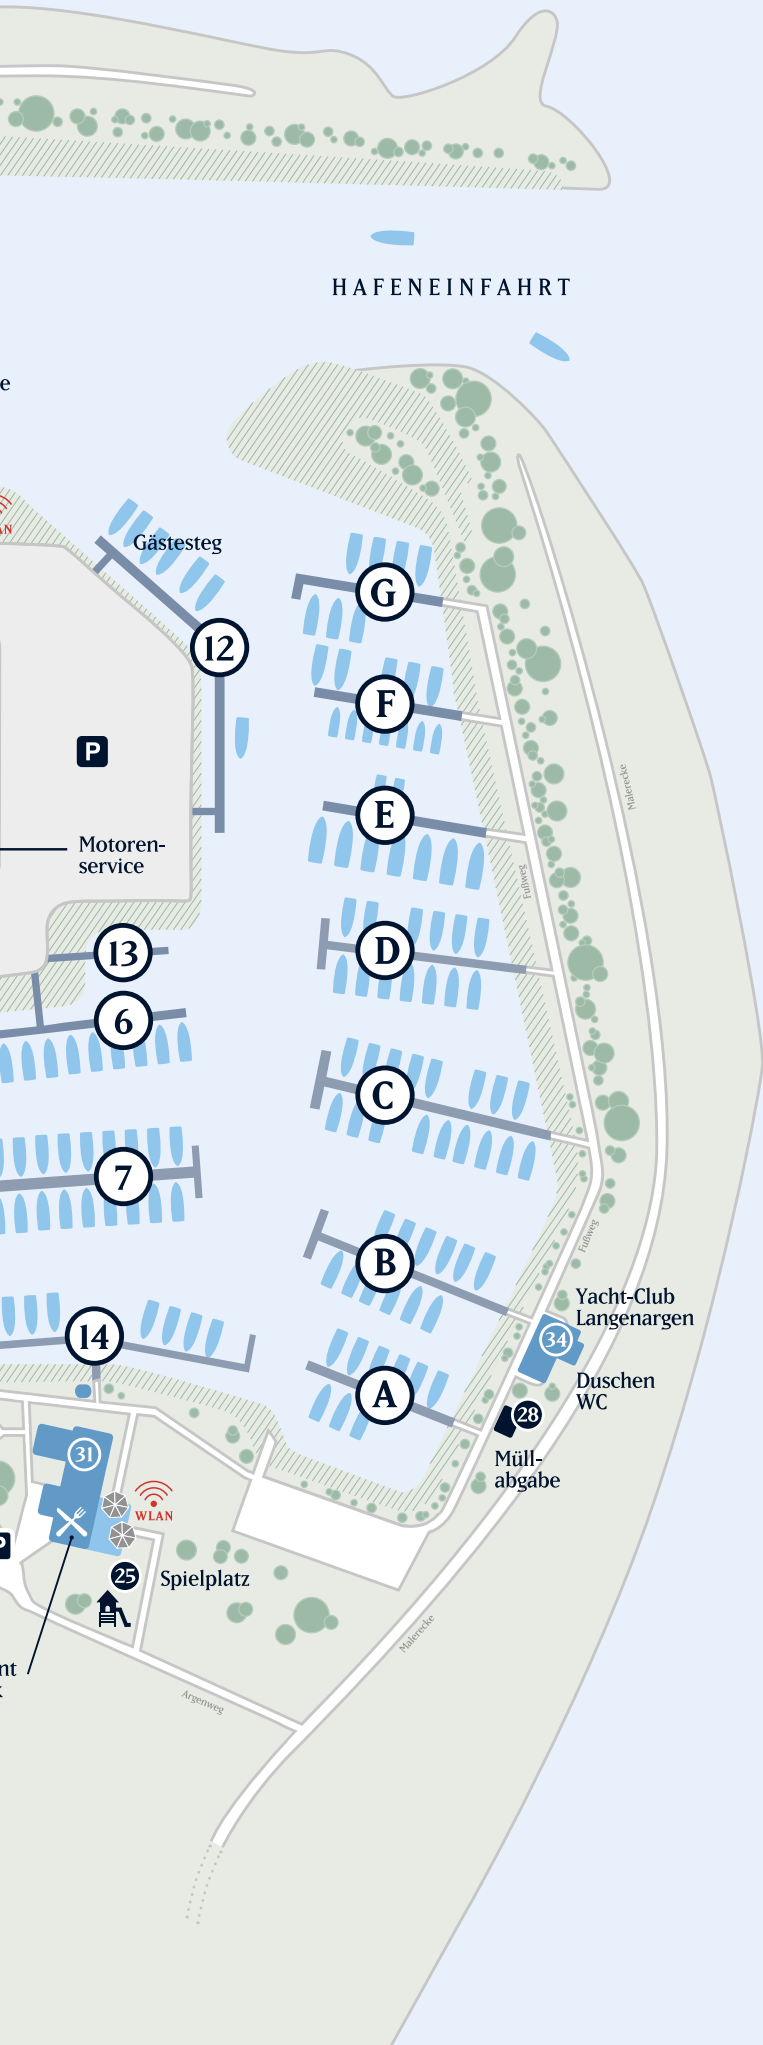 HAFENEINFAHRT
e
Gästesteg
G
12
F
P
Malerecke
E
Motoren-
service
Fußweg
D
13
6
C
7
Fußweg
B
Yacht-Club
Langenargen
14
34
Duschen
WC
A
28
31
Müll-
abgabe
WLAN
25
Spielplatz
Malerecke
nt
Argenweg